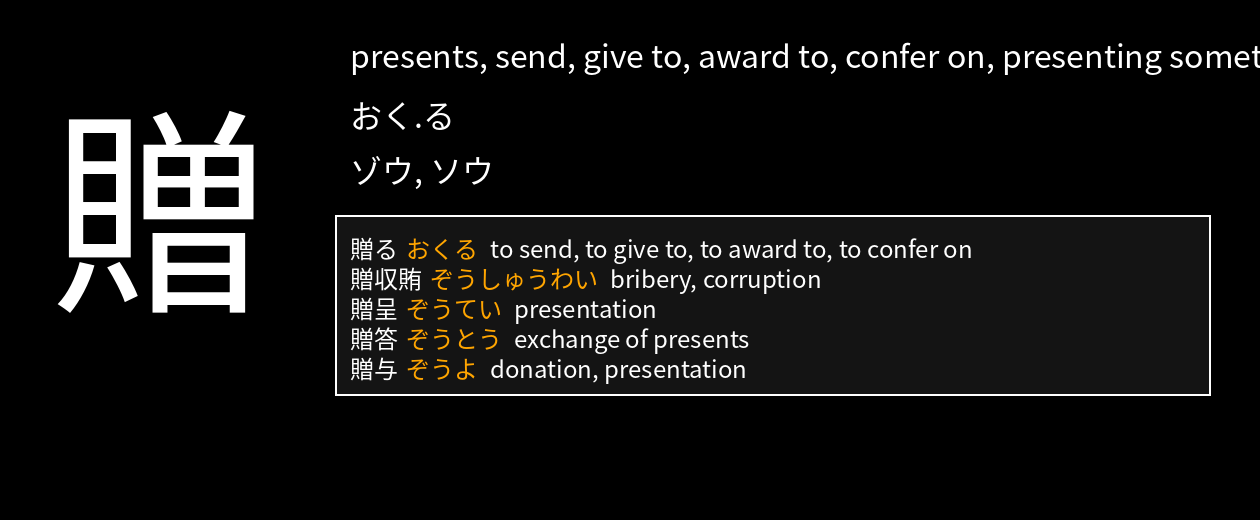 贈
presents, send, give to, award to, confer on, presenting somet
おく.る
ゾウ, ソウ
贈る おくる to send, to give to, to award to, to confer on
贈収賄 ぞうしゅうわい bribery, corruption
贈呈 ぞうてい presentation
贈答 ぞうとう exchange of presents
贈与 ぞうよ donation, presentation